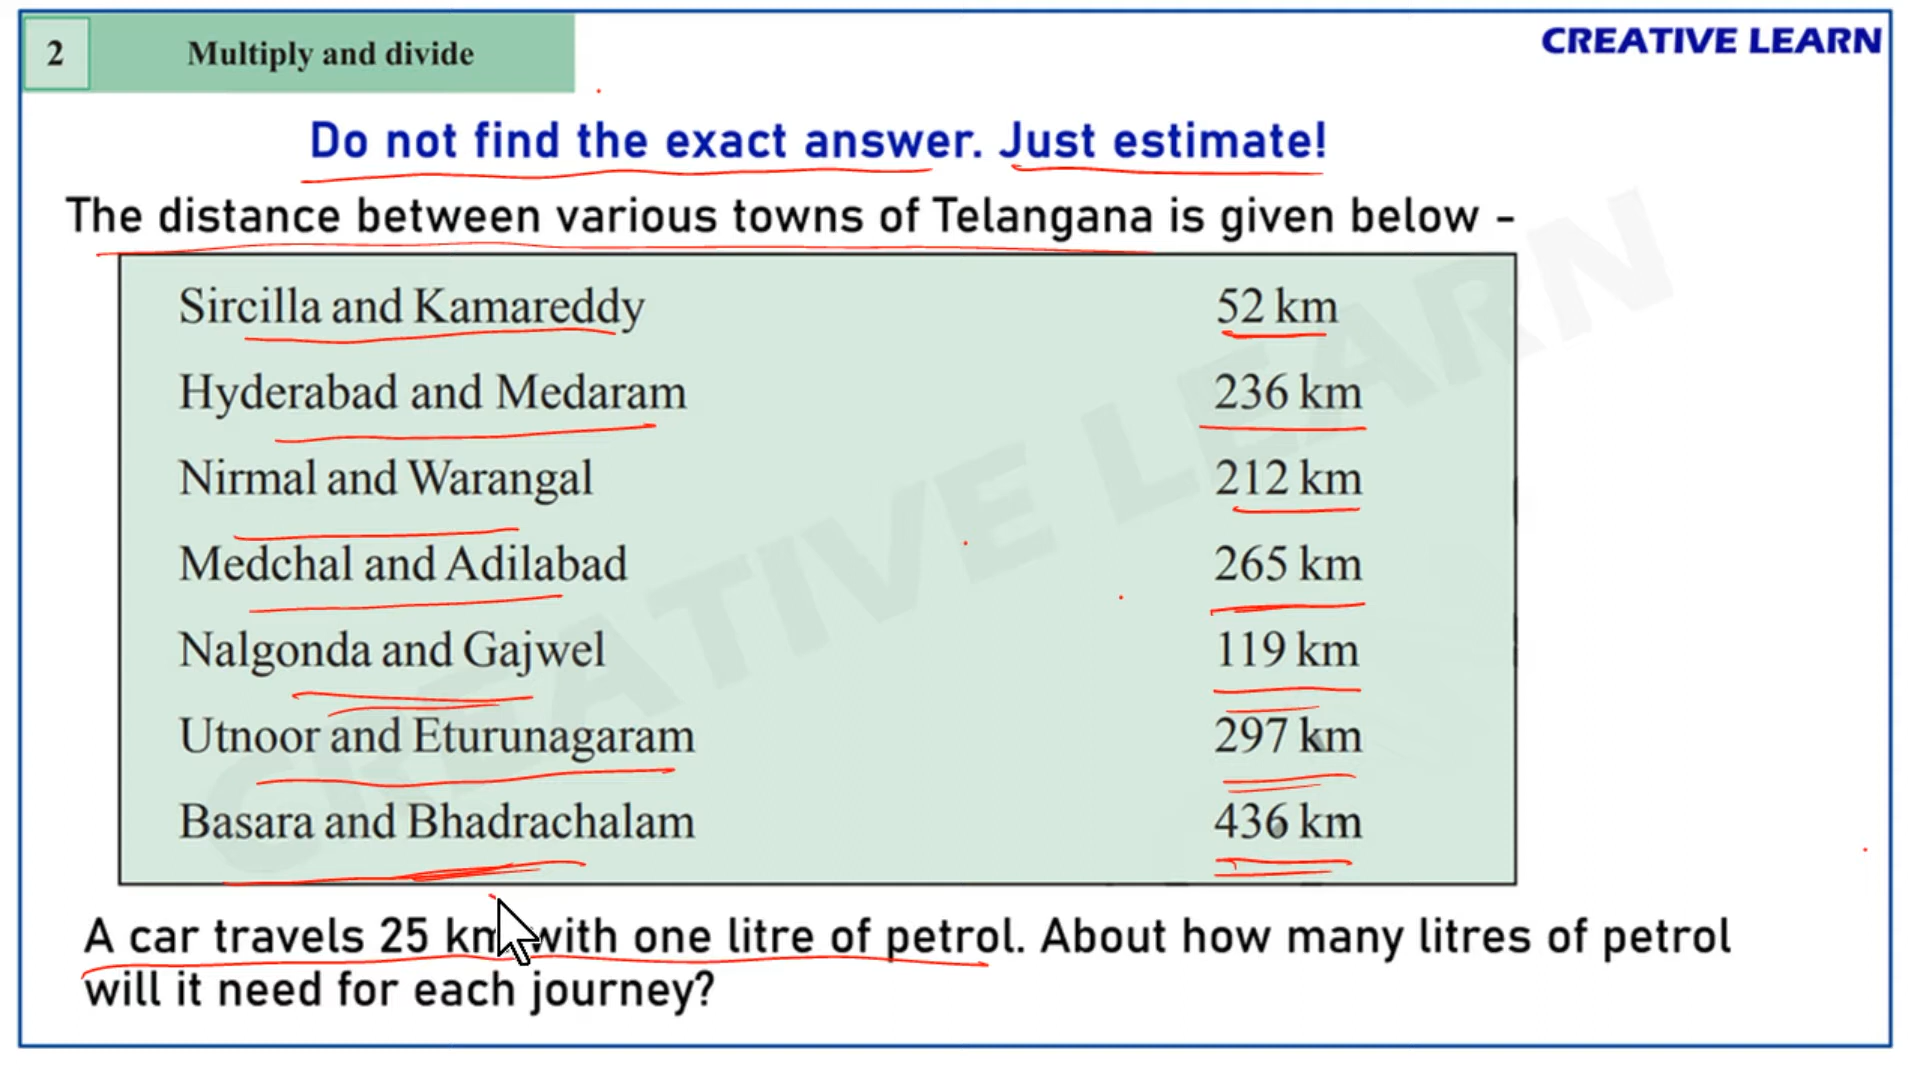 2 Multiply and divide
CREATIVE LEARN
Do not find the exact answer. Just estimate!
The distance between various towns of Telangana is given below -
Sircilla and Kamareddy 52 km
Hyderabad and Medaram 236 km
Nirmal and Warangal 212 km
Medchal and Adilabad 265 km
Nalgonda and Gajwel 119 km
Utnoor and Eturunagaram 297 km
Basara and Bhadrachalam 436 km
CREATIVE LEARN
A car travels 25 km with one litre of petrol. About how many litres of petrol
will it need for each journey?